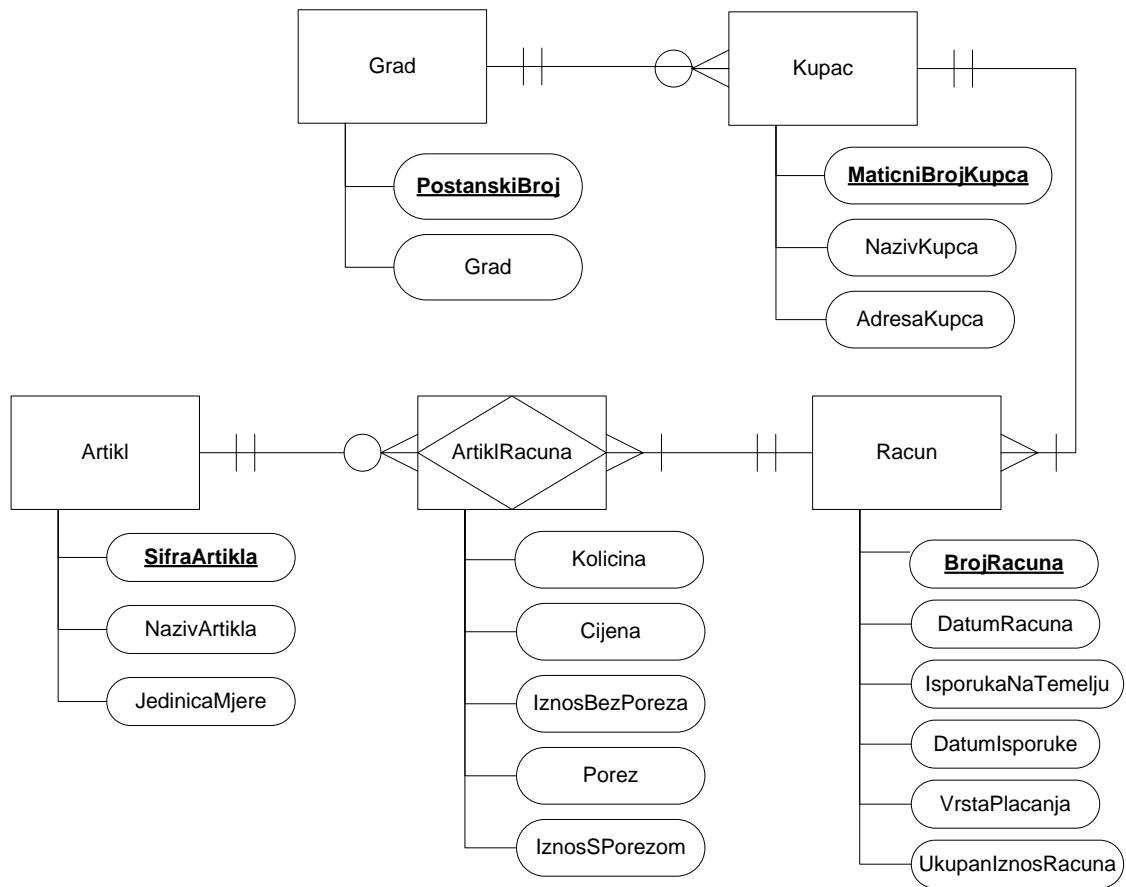 Grad
Kupac
PostanskiBroj
Grad
MaticniBrojKupca
NazivKupca
AdresaKupca
Artikl
ArtiklRacuna
Racun
SifraArtikla
NazivArtikla
JedinicaMjere
Kolicina
Cijena
IznosBezPoreza
Porez
IznosSPorezom
BrojRacuna
DatumRacuna
IsporukaNaTemelju
DatumIsporuke
VrstaPlacanja
UkupanIznosRacuna